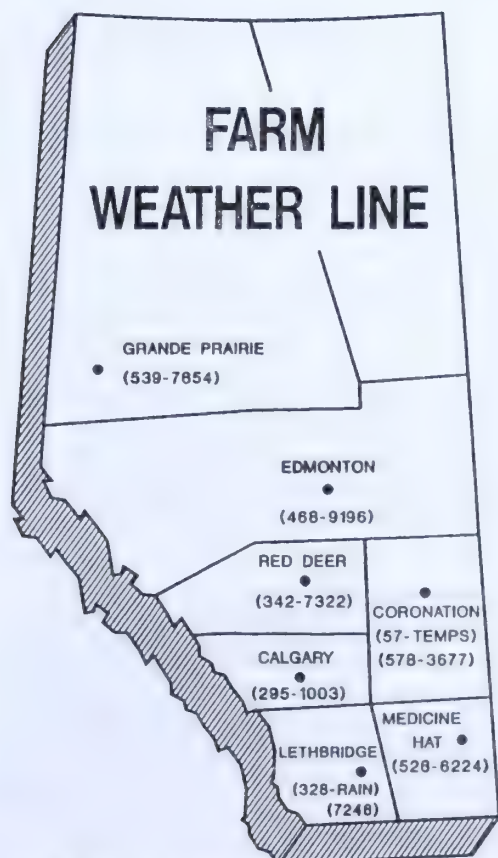 FARM
WEATHER LINE
GRANDE PRAIRIE
(539-7854)
EDMONTON
(468-9196)
RED DEER
(342-7322)
CORONATION
(57-TEMPS)
(578-3677)
CALGARY
(295-1003)
MEDICINE
HAT
(526-6224)
LETHBRIDGE
(328-RAIN)
(7246)